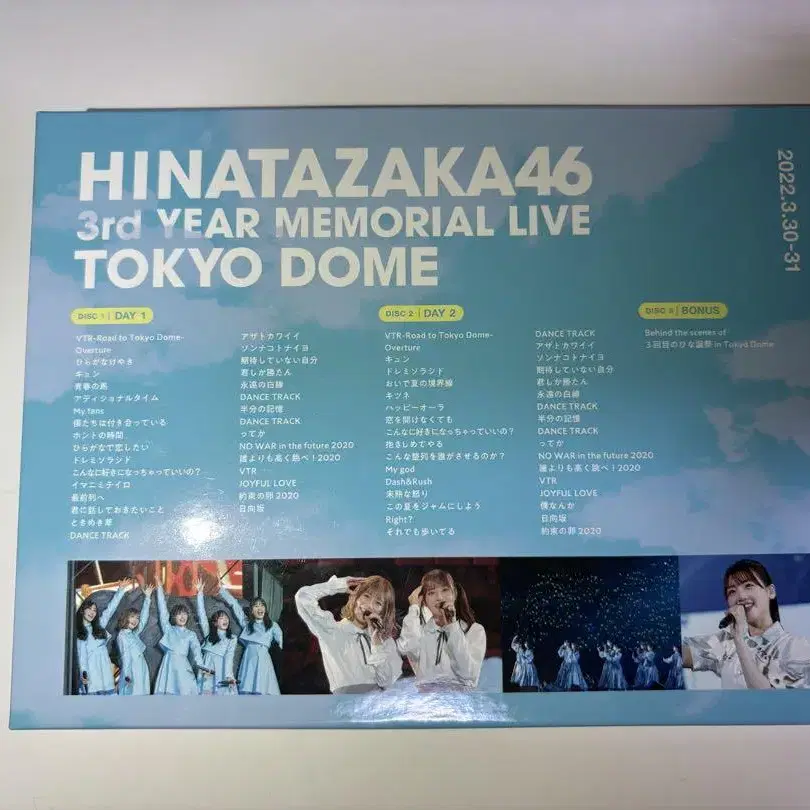 HINATAZAKA46
3rd YEAR MEMORIAL LIVE
TOKYO DOME
2022.3.30-31
DISC 1 | DAY 1
VTR-Road to Tokyo Dome-
Overture
ひらがなけやき
キュン
青春の馬
アディショナルタイム
My fans
僕たちは付き合っている
ホントの時間
ひらがなで恋したい
ドレミソラシド
こんなに好きになっちゃっていいの?
イマニミテイロ
最前列へ
君に話しておきたいこと
ときめき草
DANCE TRACK
アザトカワイイ
ソンナコトナイヨ
期待していない自分
君しか勝たん
永遠の白線
DANCE TRACK
半分の記憶
DANCE TRACK
ってか
NO WAR in the future 2020
誰よりも高く跳べ!2020
VTR
JOYFUL LOVE
約束の卵 2020
日向坂
DISC 2 | DAY 2
VTR-Road to Tokyo Dome-
Overture
キュン
ドレミソラシド
おいで夏の境界線
キツネ
ハッピーオーラ
窓を開けなくても
こんなに好きになっちゃっていいの?
抱きしめてやる
こんな整列を誰がさせるのか?
My god
Dash&Rush
未熟な怒り
この夏をジャムにしよう
Right?
それでも歩いてる
DANCE TRACK
アザトカワイイ
ソンナコトナイヨ
期待していない自分
君しか勝たん
永遠の白線
DANCE TRACK
半分の記憶
DANCE TRACK
ってか
NO WAR in the future 2020
誰よりも高く跳べ!2020
VTR
JOYFUL LOVE
僕なんか
日向坂
約束の卵 2020
DISC 3 | BONUS
Behind the scenes of
3回目のひな誕祭 in Tokyo Dome